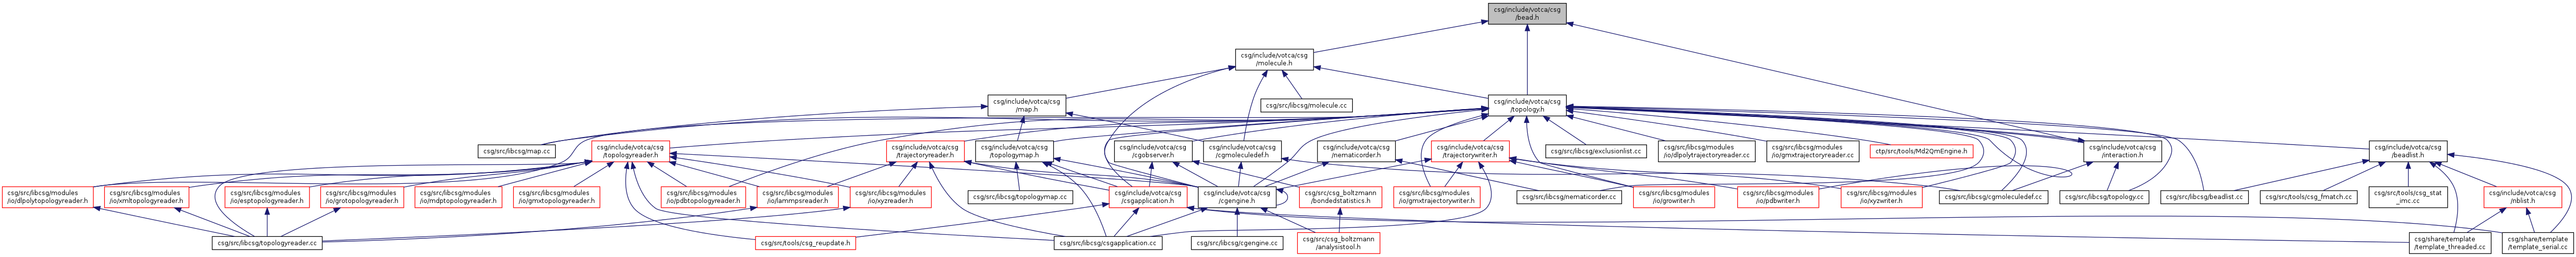 csg/include/votca/csg
/bead.h
csg/include/votca/csg
/molecule.h
csg/include/votca/csg
/map.h
csg/src/libcsg/molecule.cc
csg/include/votca/csg
/topology.h
csg/src/libcsg/map.cc
csg/include/votca/csg
/topologyreader.h
csg/include/votca/csg
/trajectoryreader.h
csg/include/votca/csg
/topologymap.h
csg/include/votca/csg
/cgobserver.h
csg/include/votca/csg
/cgmoleculedef.h
csg/include/votca/csg
/nematicorder.h
csg/include/votca/csg
/trajectorywriter.h
csg/src/libcsg/exclusionlist.cc
csg/src/libcsg/modules
/io/dlpolytrajectoryreader.cc
csg/src/libcsg/modules
/io/gmxtrajectoryreader.cc
ctp/src/tools/Md2QmEngine.h
csg/include/votca/csg
/interaction.h
csg/include/votca/csg
/beadlist.h
csg/src/libcsg/modules
/io/dlpolytopologyreader.h
csg/src/libcsg/modules
/io/xmltopologyreader.h
csg/src/libcsg/modules
/io/esptopologyreader.h
csg/src/libcsg/modules
/io/grotopologyreader.h
csg/src/libcsg/modules
/io/mdptopologyreader.h
csg/src/libcsg/modules
/io/gmxtopologyreader.h
csg/src/libcsg/modules
/io/pdbtopologyreader.h
csg/src/libcsg/modules
/io/lammpsreader.h
csg/src/libcsg/modules
/io/xyzreader.h
csg/src/libcsg/topologymap.cc
csg/include/votca/csg
/csgapplication.h
csg/include/votca/csg
/cgengine.h
csg/src/csg_boltzmann
/bondedstatistics.h
csg/src/libcsg/modules
/io/gmxtrajectorywriter.h
csg/src/libcsg/nematicorder.cc
csg/src/libcsg/modules
/io/growriter.h
csg/src/libcsg/modules
/io/pdbwriter.h
csg/src/libcsg/modules
/io/xyzwriter.h
csg/src/libcsg/cgmoleculedef.cc
csg/src/libcsg/topology.cc
csg/src/libcsg/beadlist.cc
csg/src/tools/csg_fmatch.cc
csg/src/tools/csg_stat
_imc.cc
csg/include/votca/csg
/nblist.h
csg/src/libcsg/topologyreader.cc
csg/src/tools/csg_reupdate.h
csg/src/libcsg/csgapplication.cc
csg/src/libcsg/cgengine.cc
csg/src/csg_boltzmann
/analysistool.h
csg/share/template
/template_threaded.cc
csg/share/template
/template_serial.cc